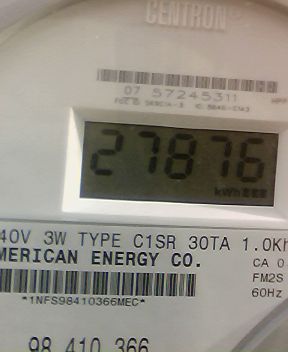 CENTRON®
07 57245311
27876
kWh
40V 3W TYPE C1SR 30TA 1.0Kh
MERICAN ENERGY CO.
CA 0
FM2S
60Hz
*1NFS98410366MEC*
98 410 366